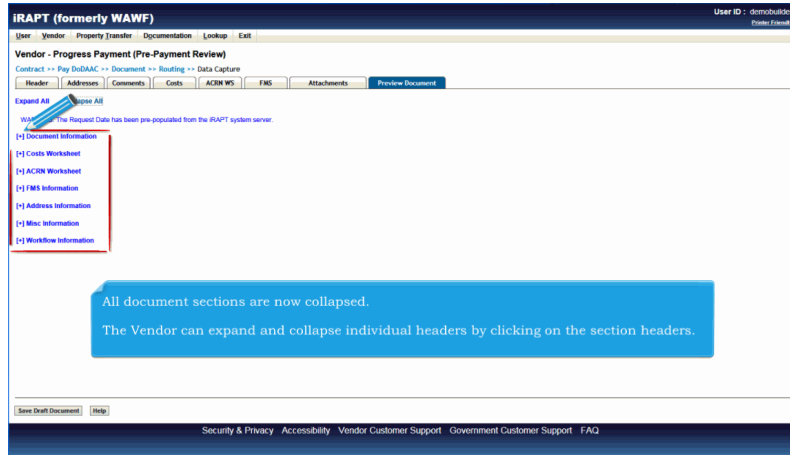 User ID : demobuilde
iRAPT (formerly WAWF)
Printer Friendl
User Vendor Property Transfer Documentation Lookup Exit
Vendor - Progress Payment (Pre-Payment Review)
Contract >> Pay DoDAAC >> Document >> Routing >> Data Capture
Header Addresses Comments Costs ACRN WS FMS Attachments Preview Document
Expand All apse All
The Request Date has been pre-populated from the iRAPT system server.
[+] Document Information
[+] Costs Worksheet
[+] ACRN Worksheet
[+] FMS Information
[+] Address Information
[+] Misc Information
[+] Workflow Information
All document sections are now collapsed.
The Vendor can expand and collapse individual headers by clicking on the section headers.
Save Draft Document Help
Security & Privacy Accessibility Vendor Customer Support Government Customer Support FAQ